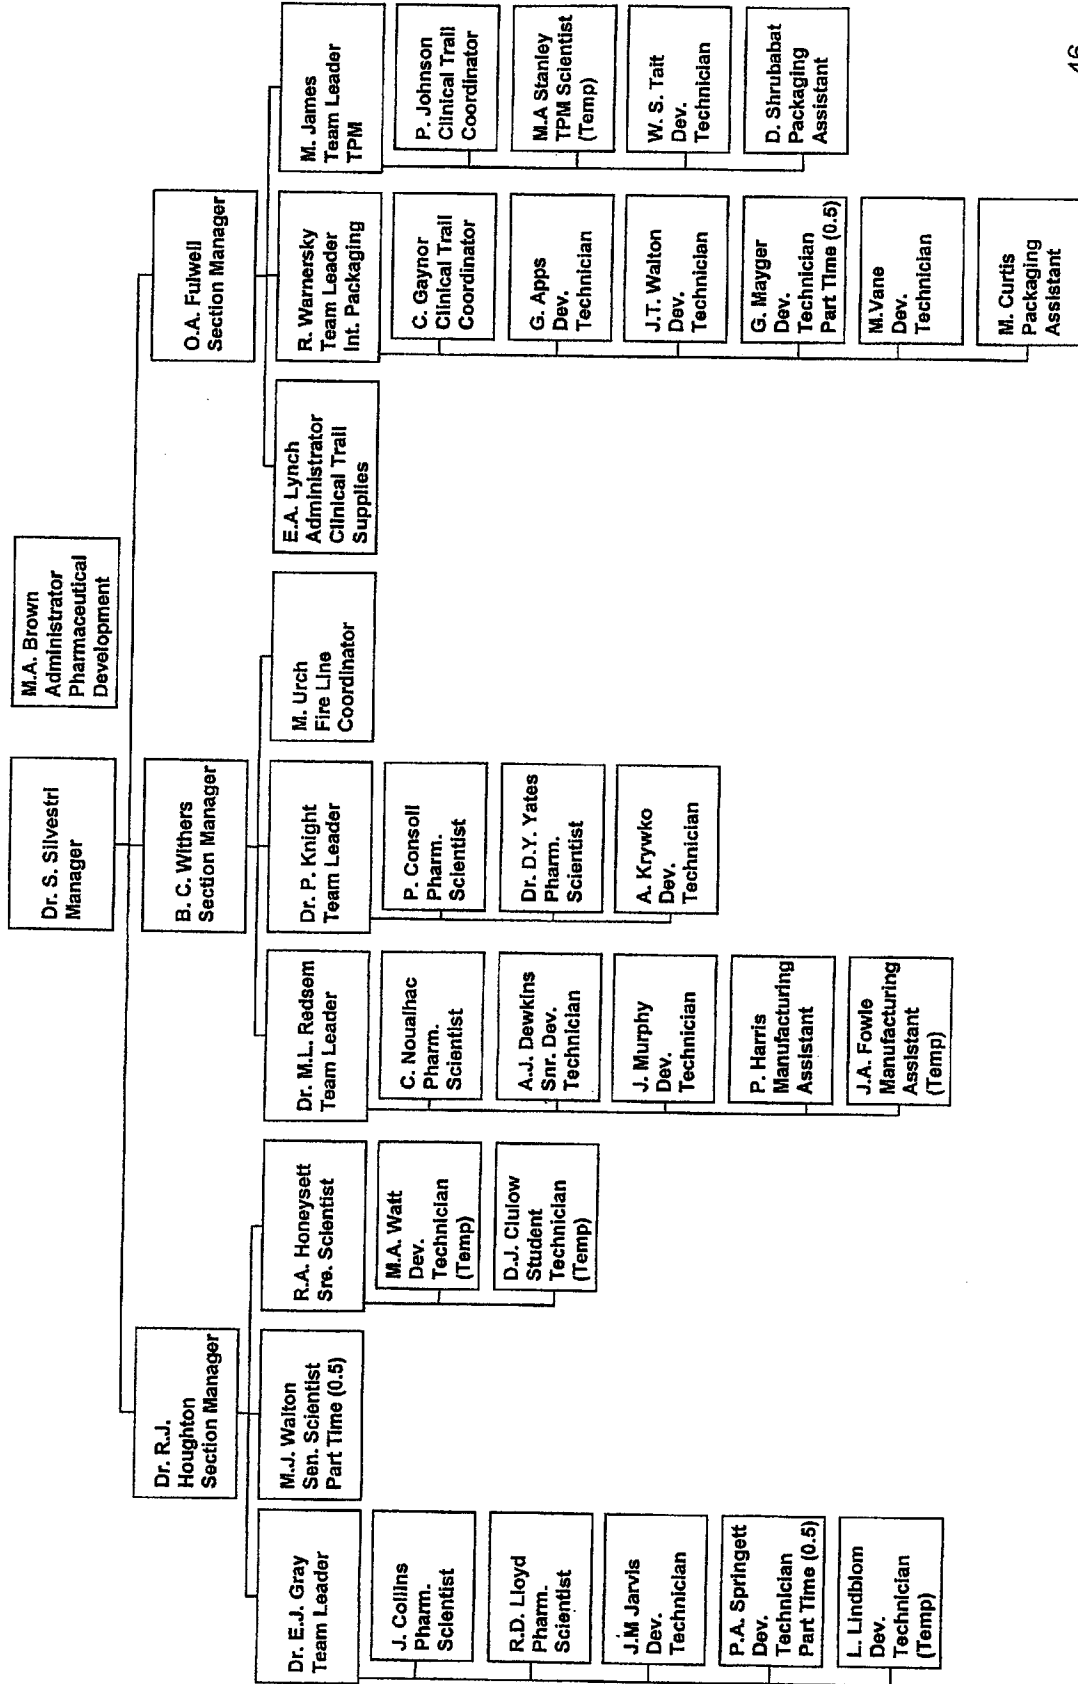 Dr. S. Silvestri
Manager
M.A. Brown
Administrator
Pharmaceutical
Development
Dr. R.J.
Houghton
Section Manager
B. C. Withers
Section Manager
O.A. Fulwell
Section Manager
Dr. E.J. Gray
Team Leader
M.J. Walton
Sen. Scientist
Part Time (0.5)
R.A. Honeysett
Sre. Scientist
Dr. M.L. Redsem
Team Leader
Dr. P. Knight
Team Leader
M. Urch
Fire Line
Coordinator
E.A. Lynch
Administrator
Clinical Trail
Supplies
R. Warnersky
Team Leader
Int. Packaging
M. James
Team Leader
TPM
J. Collins
Pharm.
Scientist
R.D. Lloyd
Pharm.
Scientist
J.M Jarvis
Dev.
Technician
P.A. Springett
Dev.
Technician
Part Time (0.5)
L. Lindblom
Dev.
Technician
(Temp)
M.A. Watt
Dev.
Technician
(Temp)
D.J. Clulow
Student
Technician
(Temp)
C. Noualhac
Pharm.
Scientist
A.J. Dewkins
Snr. Dev.
Technician
J. Murphy
Dev.
Technician
P. Harris
Manufacturing
Assistant
J.A. Fowle
Manufacturing
Assistant
(Temp)
P. Consoli
Pharm.
Scientist
Dr. D.Y. Yates
Pharm.
Scientist
A. Krywko
Dev.
Technician
C. Gaynor
Clinical Trail
Coordinator
G. Apps
Dev.
Technician
J.T. Walton
Dev.
Technician
G. Mayger
Dev.
Technician
Part Time (0.5)
M.Vane
Dev.
Technician
M. Curtis
Packaging
Assistant
P. Johnson
Clinical Trail
Coordinator
M.A Stanley
TPM Scientist
(Temp)
W. S. Tait
Dev.
Technician
D. Shrubabat
Packaging
Assistant
46